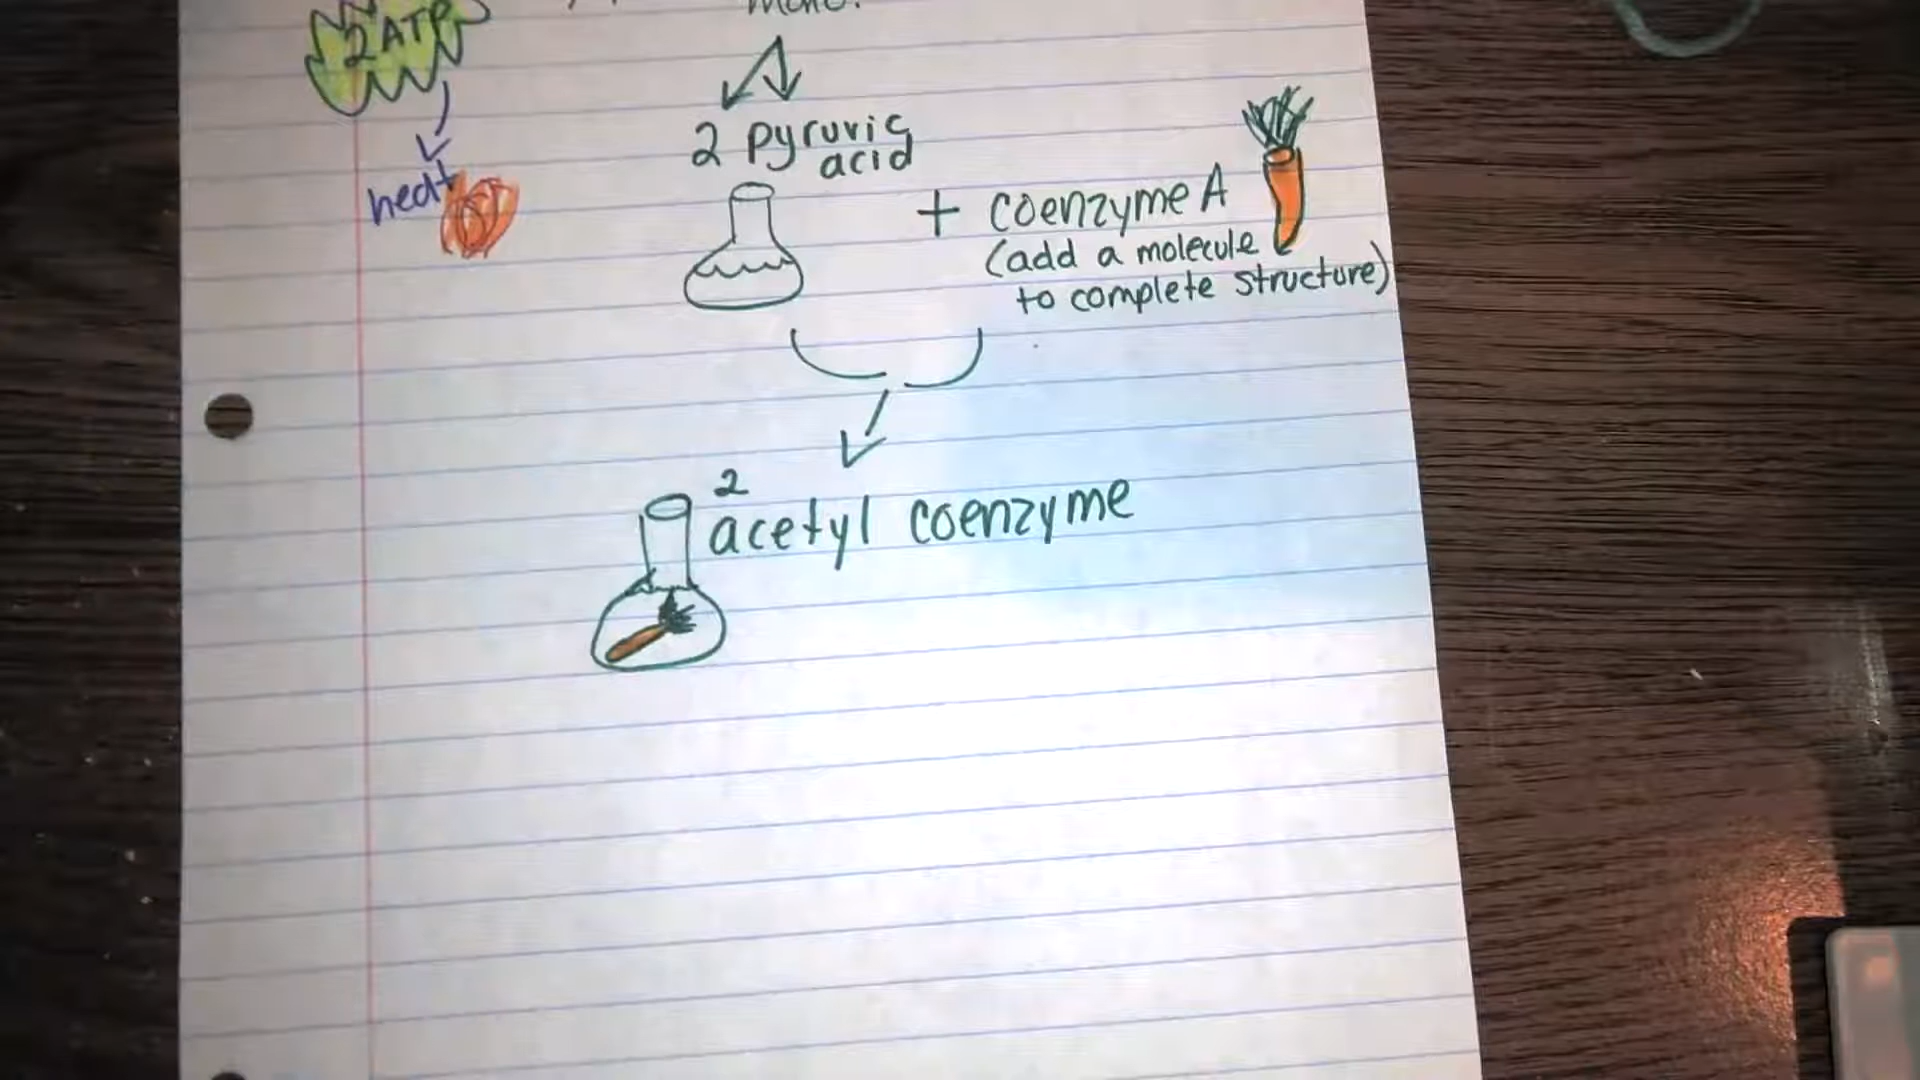 2 ATP
heat
2 pyruvic
acid
+ coenzyme A
(add a molecule
to complete structure)
2
acetyl coenzyme